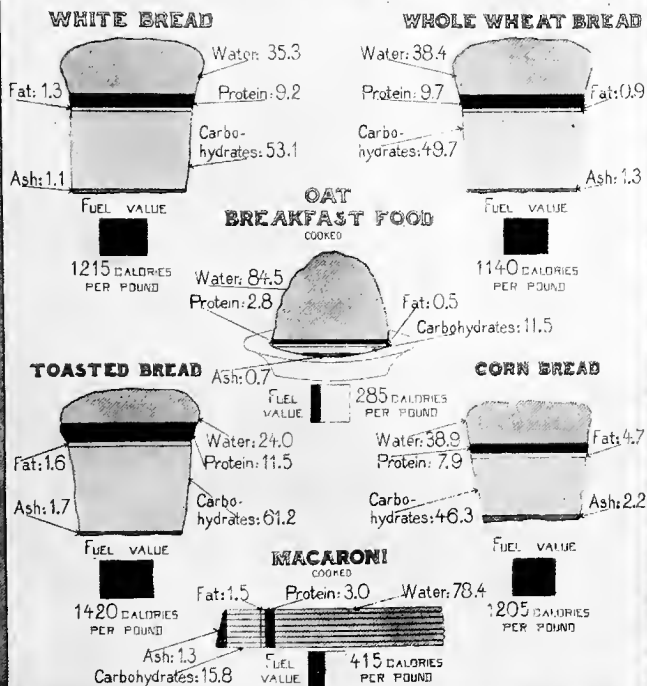 WHITE BREAD
Water: 35.3
Fat: 1.3
Protein: 9.2
Carbo-
hydrates: 53.1
Ash: 1.1
FUEL VALUE
1215 CALORIES
PER POUND
WHOLE WHEAT BREAD
Water: 38.4
Protein: 9.7
Fat: 0.9
Carbo-
hydrates: 49.7
Ash: 1.3
FUEL VALUE
1140 CALORIES
PER POUND
OAT
BREAKFAST FOOD
COOKED
Water: 84.5
Protein: 2.8
Fat: 0.5
Carbohydrates: 11.5
Ash: 0.7
FUEL
VALUE
285 CALORIES
PER POUND
TOASTED BREAD
Water: 24.0
Fat: 1.6
Protein: 11.5
Ash: 1.7
Carbo-
hydrates: 61.2
FUEL VALUE
1420 CALORIES
PER POUND
CORN BREAD
Water: 38.9
Fat: 4.7
Protein: 7.9
Carbo-
hydrates: 46.3
Ash: 2.2
FUEL VALUE
1205 CALORIES
PER POUND
MACARONI
COOKED
Fat: 1.5
Protein: 3.0
Water: 78.4
Ash: 1.3
Carbohydrates: 15.8
FUEL
VALUE
415 CALORIES
PER POUND